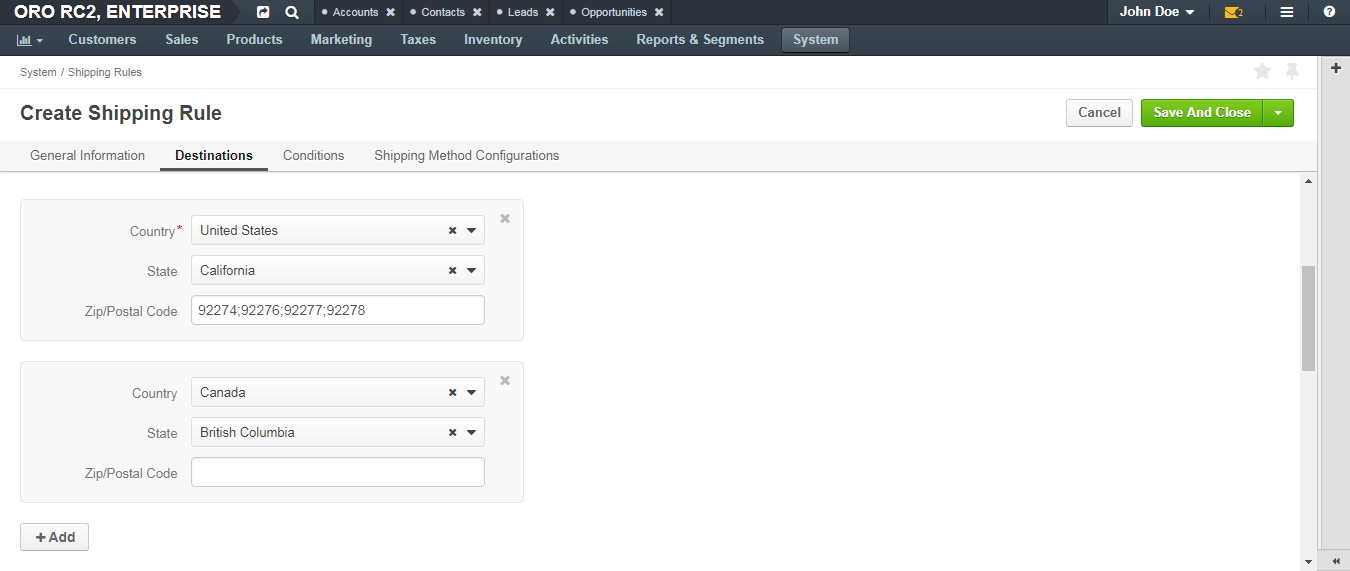 ORO RC2, ENTERPRISE • Accounts • Contacts • Leads • Opportunities John Doe 2
Customers Sales Products Marketing Taxes Inventory Activities Reports & Segments System
System / Shipping Rules
Create Shipping Rule Cancel Save And Close
General Information Destinations Conditions Shipping Method Configurations
Country* United States
State California
Zip/Postal Code 92274;92276;92277;92278
Country Canada
State British Columbia
Zip/Postal Code
+ Add